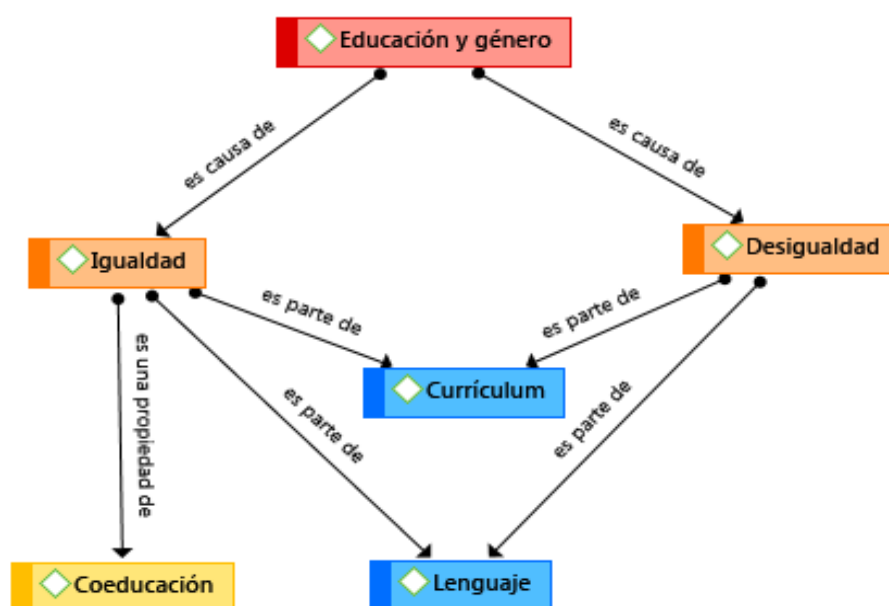 Educación y género
es causa de
es causa de
Igualdad
Desigualdad
es parte de
es parte de
es una propiedad de
Currículum
es parte de
es parte de
Coeducación
Lenguaje